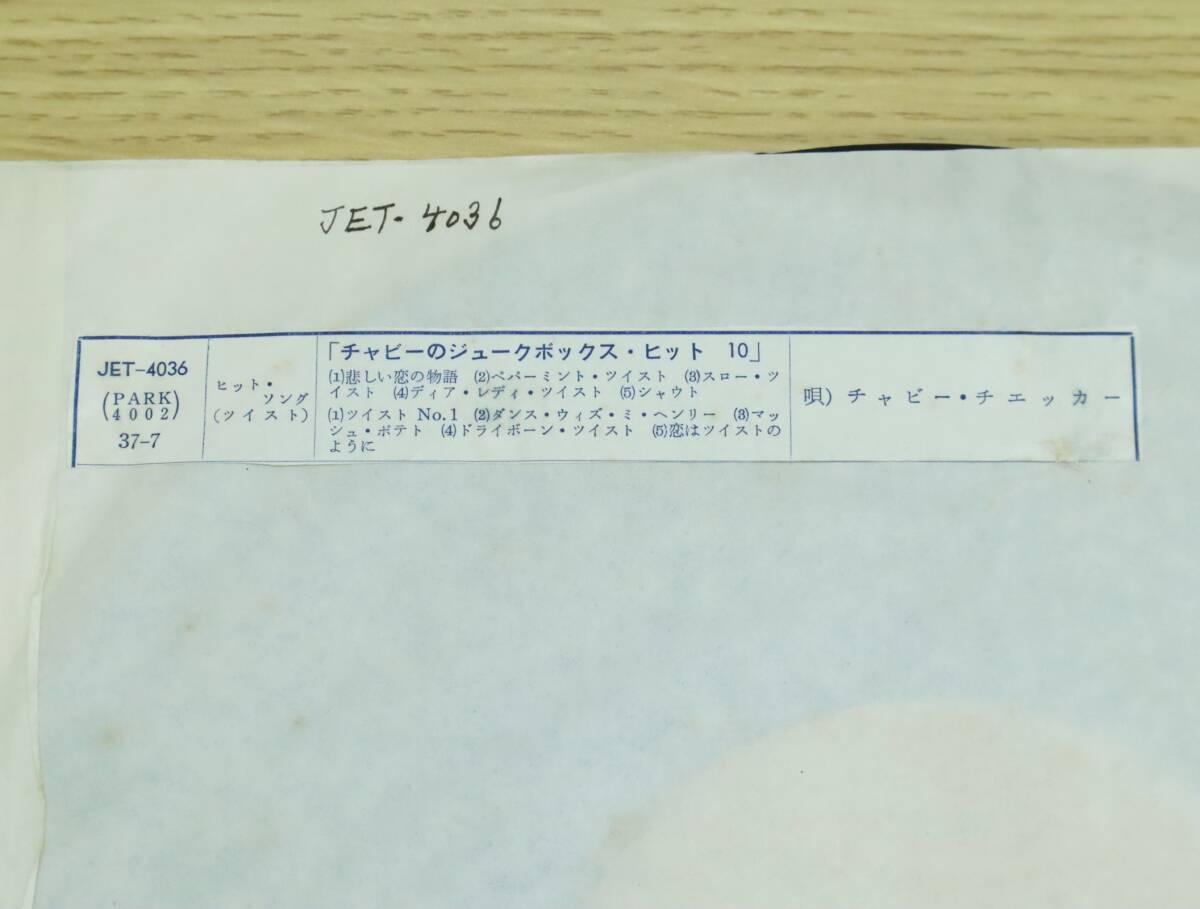 JET-4036
JET-4036
(PARK
4002)
37-7
ヒット・
ソング
(ツイスト)
「チャビーのジュークボックス・ヒット 10」
(1)悲しい恋の物語 (2)ペパーミント・ツイスト (3)スロー・ツ
イスト (4)ディア・レディ・ツイスト (5)シャウト
(1)ツイスト No.1 (2)ダンス・ウィズ・ミ・ヘンリー (3)マッ
シュ・ポテト (4)ドライボーン・ツイスト (5)恋はツイストの
ように
唄) チャビー・チエッカー